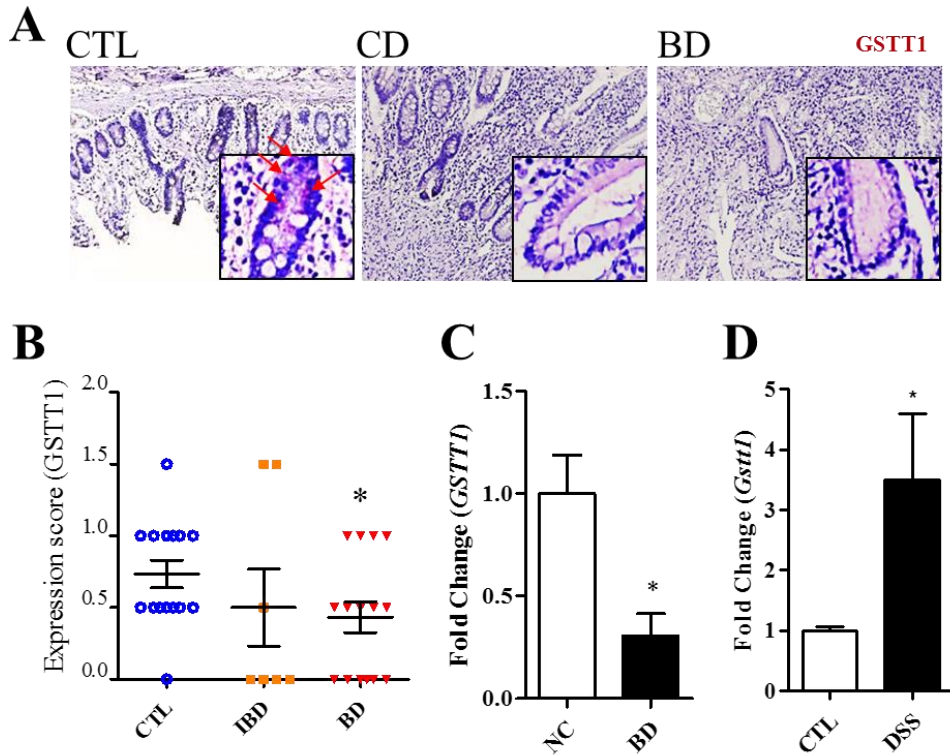 A
CTL
CD
BD
GSTT1
B
Expression score (GSTT1)
2.0
1.5
1.0
0.5
0.0
*
CTL
IBD
BD
C
Fold Change (GSTT1)
1.5
1.0
0.5
0.0
*
NC
BD
D
Fold Change (Gstt1)
5
4
3
2
1
0
*
CTL
DSS